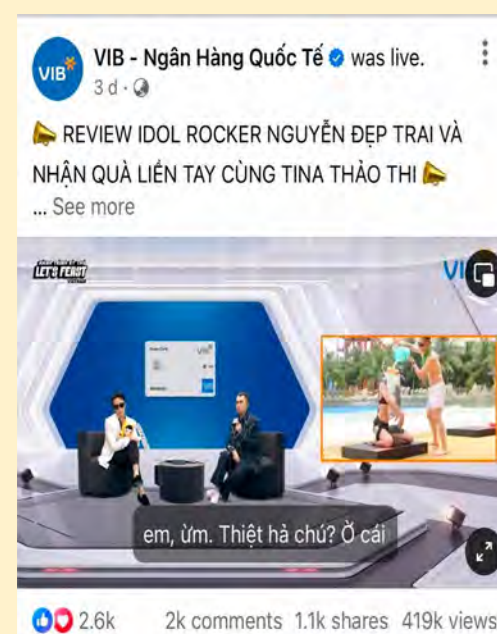 VIB
VIB - Ngân Hàng Quốc Tế was live.
3 d
REVIEW IDOL ROCKER NGUYỄN ĐẸP TRAI VÀ
NHẬN QUÀ LIỀN TAY CÙNG TINA THẢO THI
... See more
LET'S FEAST
VI
em, ừm. Thiệt hả chú? Ở cái
2.6k 2k comments 1.1k shares 419k views